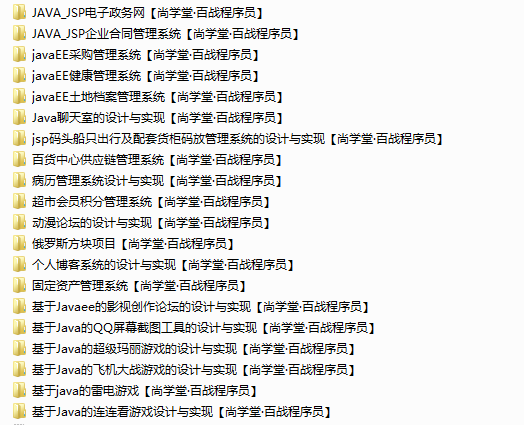 JAVA_JSP电子政务网【尚学堂·百战程序员】
JAVA_JSP企业合同管理系统【尚学堂·百战程序员】
javaEE采购管理系统【尚学堂·百战程序员】
javaEE健康管理系统【尚学堂·百战程序员】
javaEE土地档案管理系统【尚学堂·百战程序员】
Java聊天室的设计与实现【尚学堂·百战程序员】
jsp码头船只出行及配套货柜码放管理系统的设计与实现【尚学堂·百战程序员】
百货中心供应链管理系统【尚学堂·百战程序员】
病历管理系统设计与实现【尚学堂·百战程序员】
超市会员积分管理系统【尚学堂·百战程序员】
动漫论坛的设计与实现【尚学堂·百战程序员】
俄罗斯方块项目【尚学堂·百战程序员】
个人博客系统的设计与实现【尚学堂·百战程序员】
固定资产管理系统【尚学堂·百战程序员】
基于Javaee的影视创作论坛的设计与实现【尚学堂·百战程序员】
基于Java的QQ屏幕截图工具的设计与实现【尚学堂·百战程序员】
基于Java的超级玛丽游戏的设计与实现【尚学堂·百战程序员】
基于Java的飞机大战游戏的设计与实现【尚学堂·百战程序员】
基于java的雷电游戏【尚学堂·百战程序员】
基于Java的连连看游戏设计与实现【尚学堂·百战程序员】